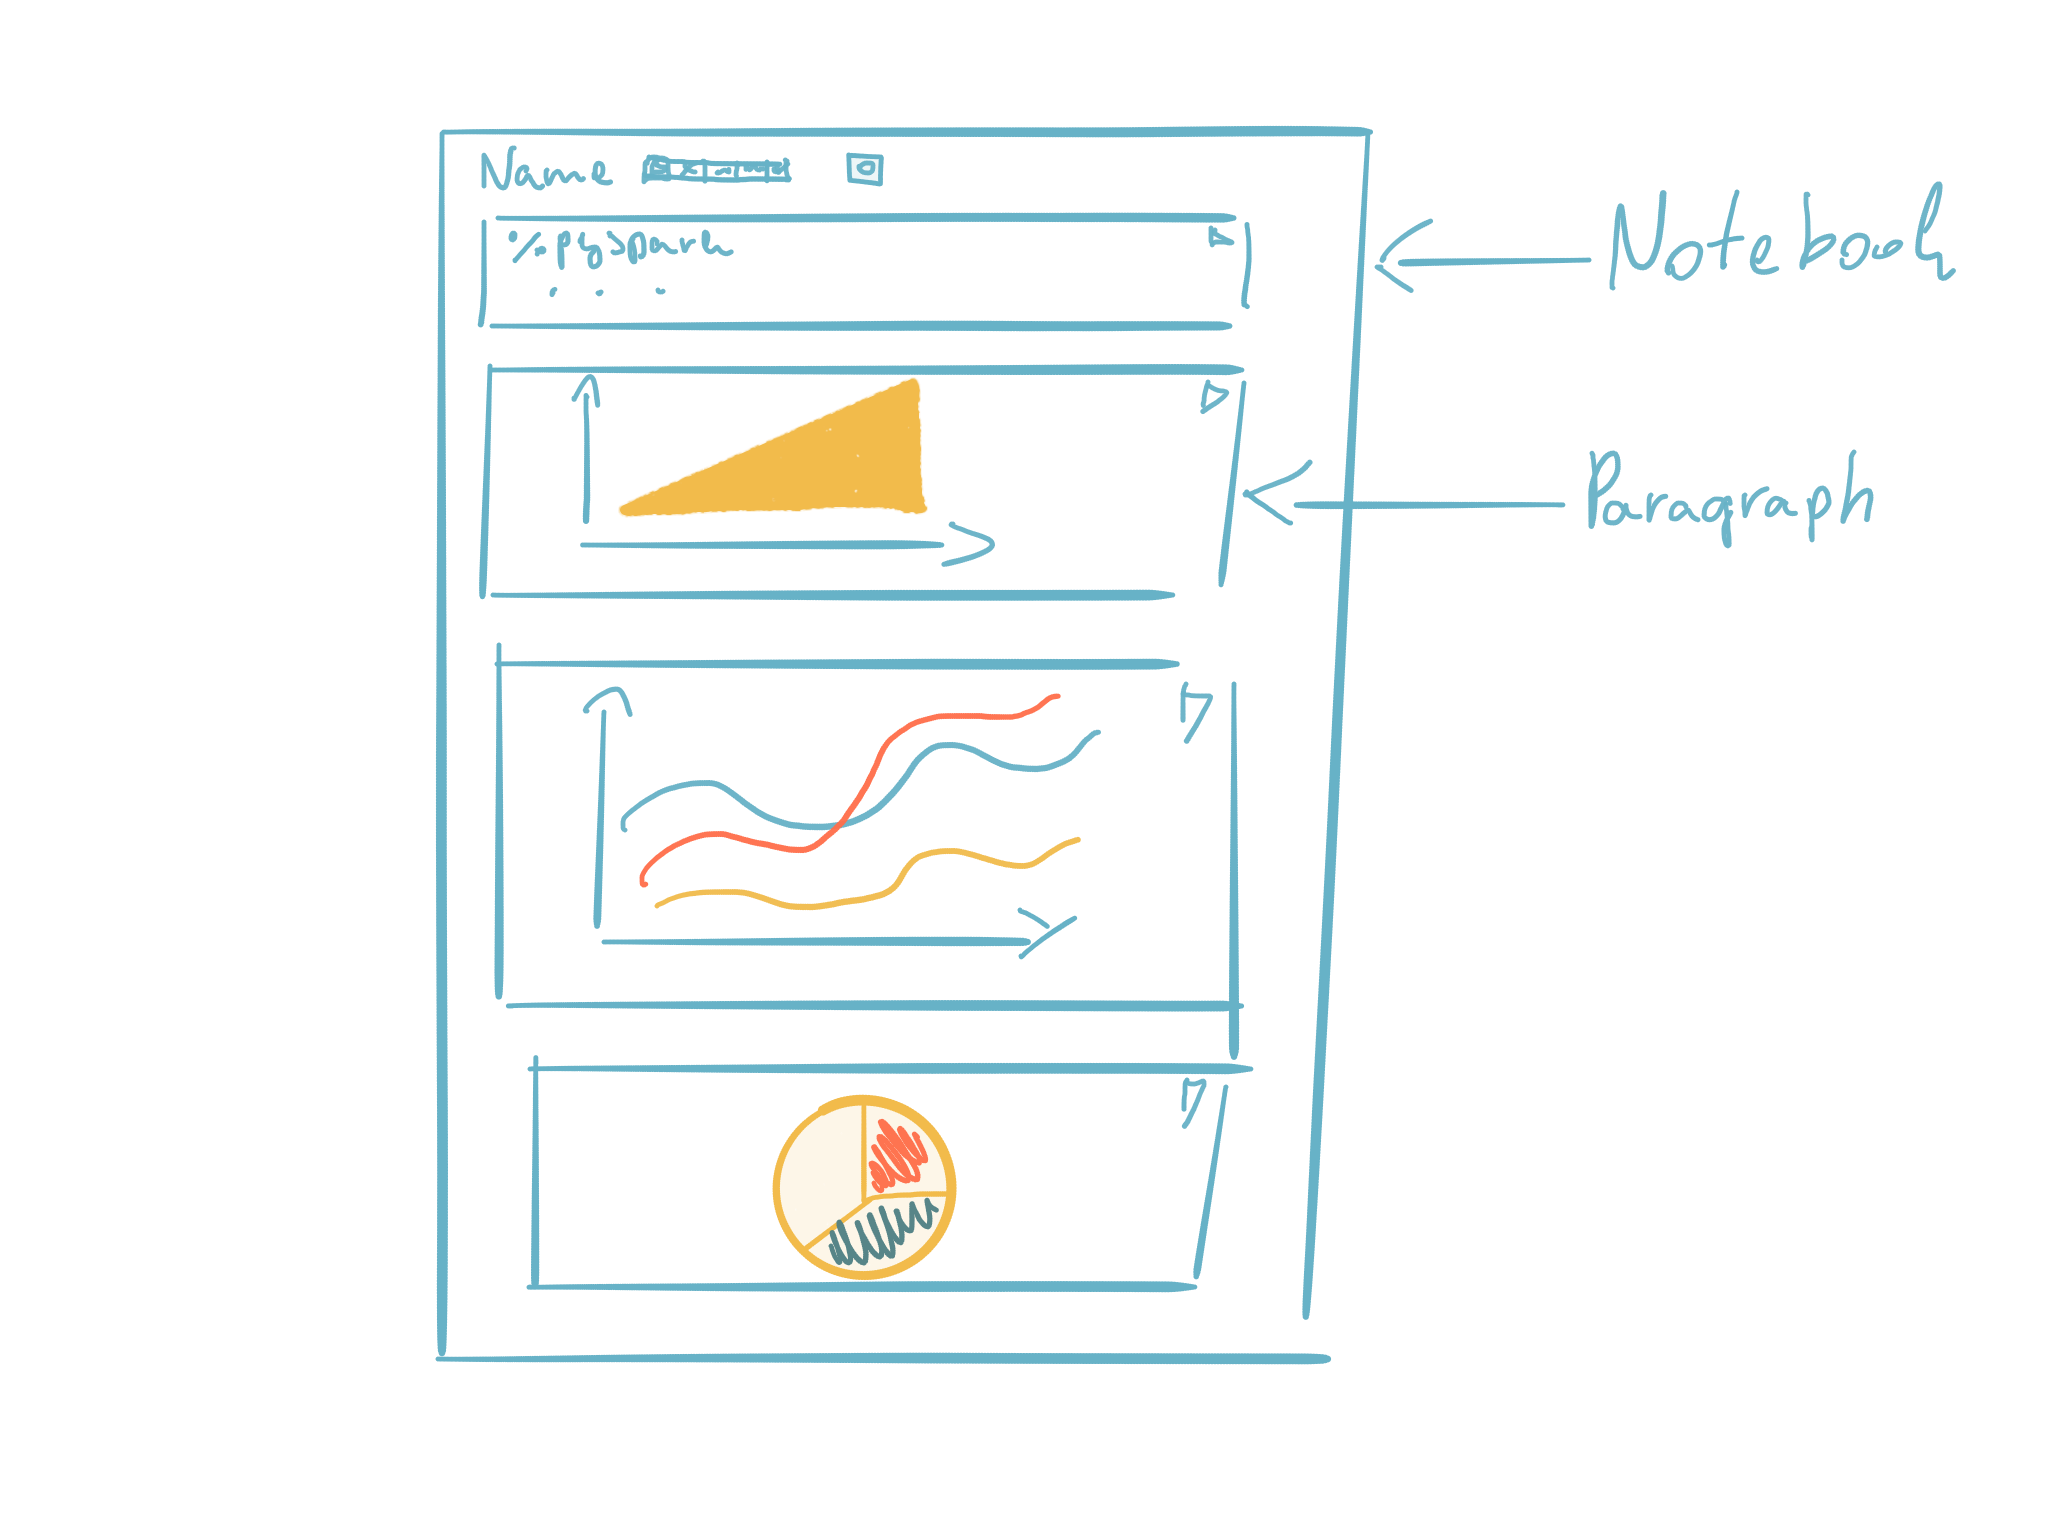 Name
%pyspark
. . .
Notebook
Paragraph